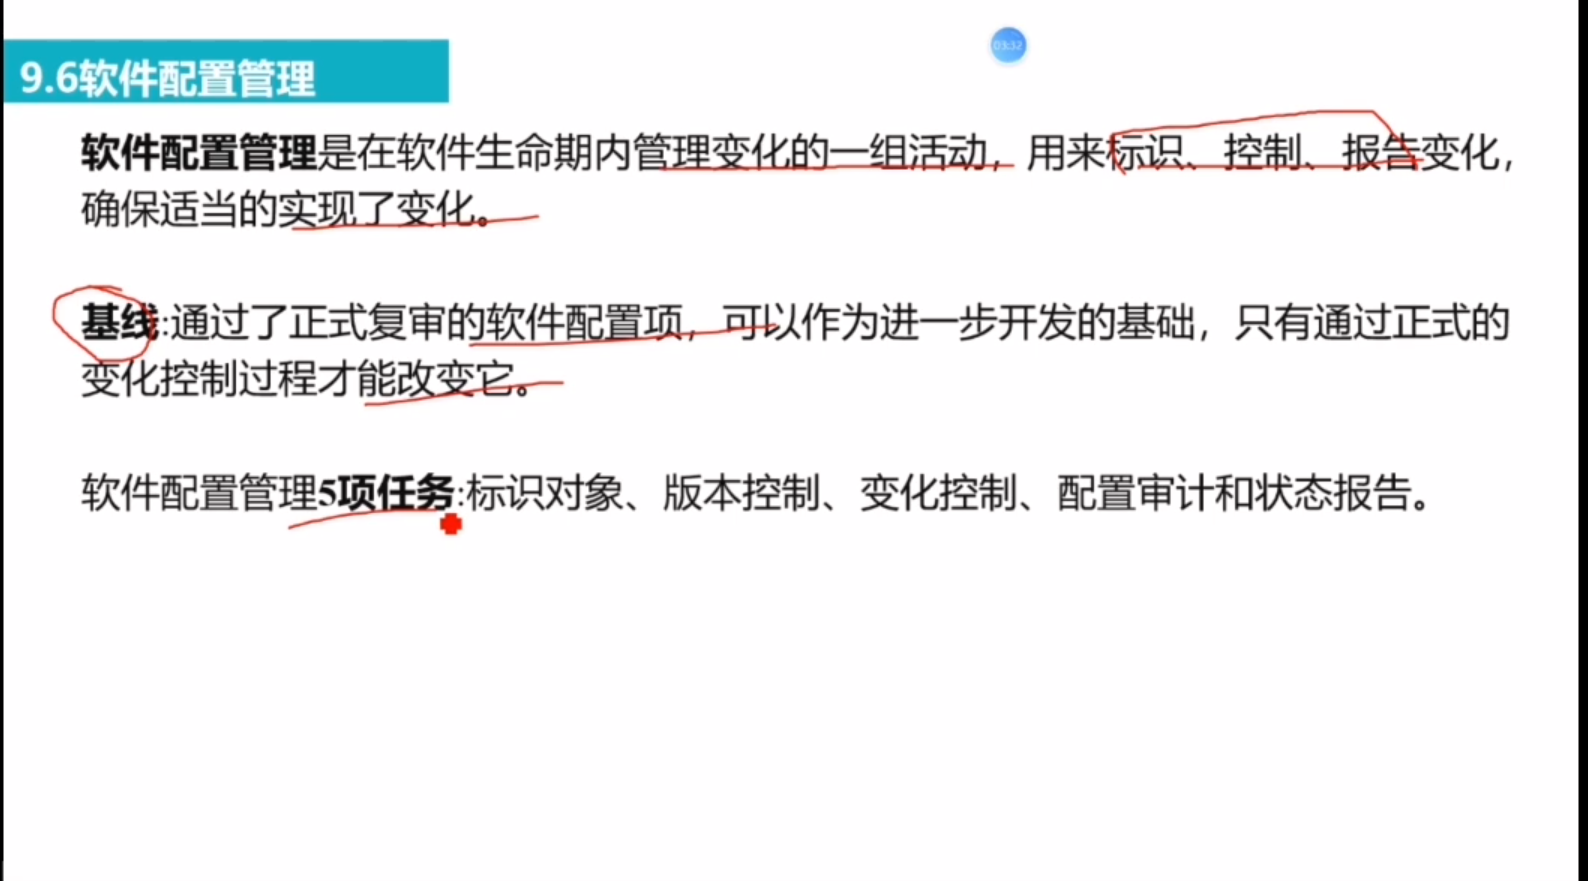 03:32
9.6软件配置管理
软件配置管理是在软件生命期内管理变化的一组活动，用来标识、控制、报告变化，
确保适当的实现了变化。
基线:通过了正式复审的软件配置项，可以作为进一步开发的基础，只有通过正式的
变化控制过程才能改变它。
软件配置管理5项任务:标识对象、版本控制、变化控制、配置审计和状态报告。